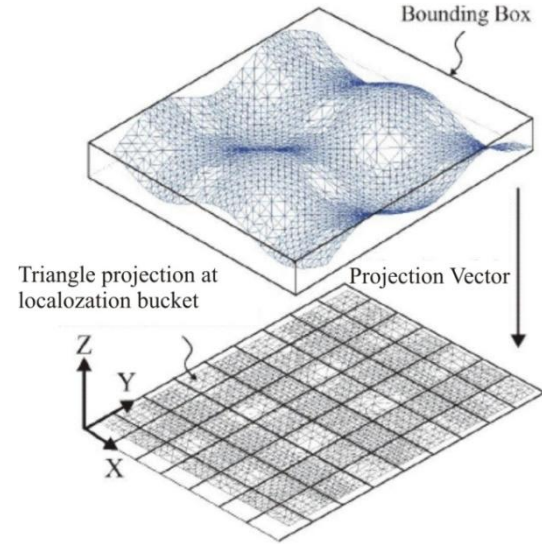 Bounding Box
Triangle projection at
localozation bucket
Projection Vector
Z
Y
X